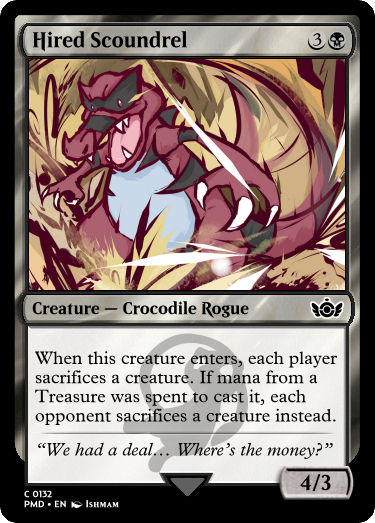 Hired Scoundrel 3
Creature — Crocodile Rogue
When this creature enters, each player
sacrifices a creature. If mana from a
Treasure was spent to cast it, each
opponent sacrifices a creature instead.
“We had a deal… Where's the money?”
4/3
C 0132
PMD • EN Ishmam